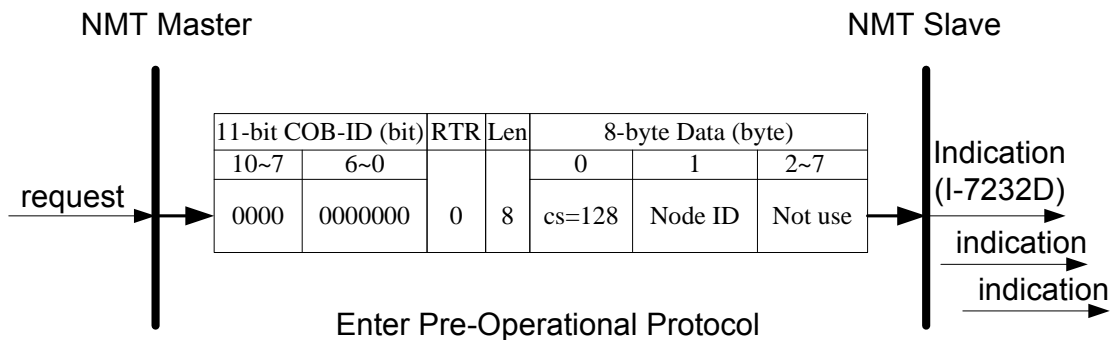 NMT Master
NMT Slave
11-bit COB-ID (bit) RTR Len 8-byte Data (byte)
10~7 6~0 0 1 2~7
request
0000 0000000 0 8 cs=128 Node ID Not use
Indication
(I-7232D)
indication
indication
Enter Pre-Operational Protocol